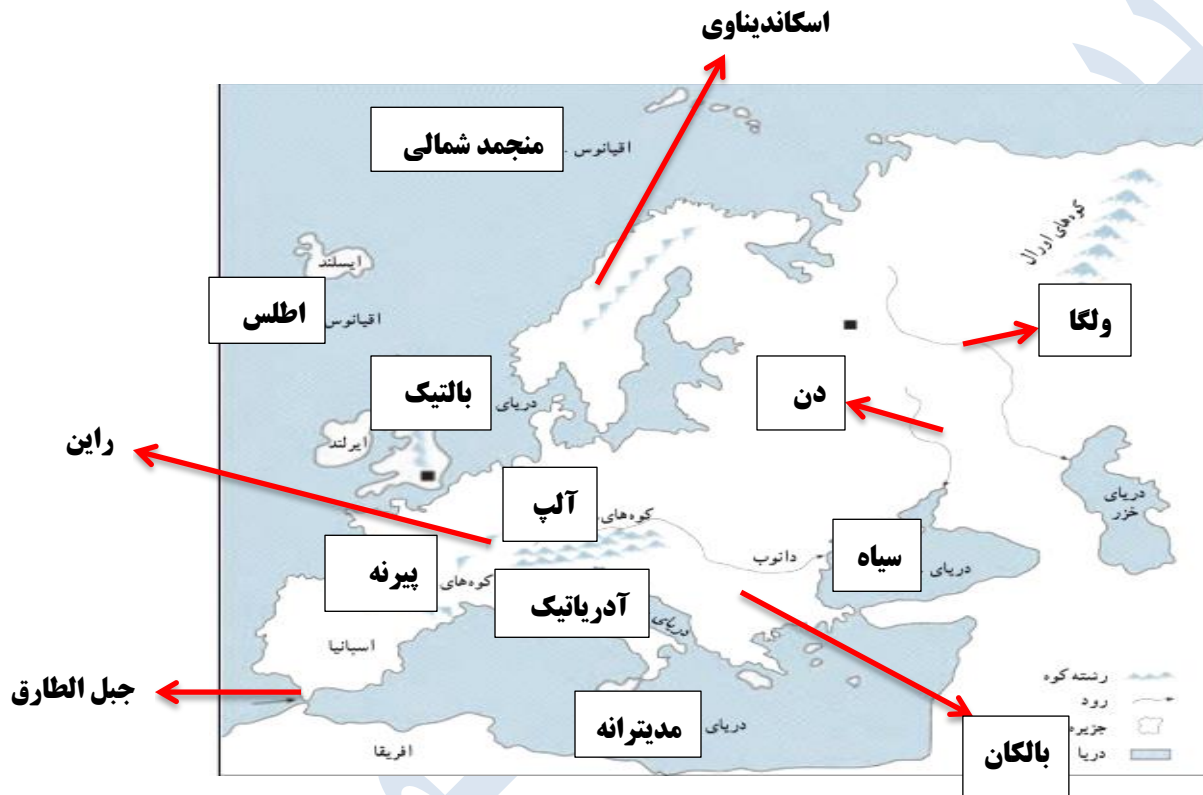 اسکاندیناوی
اقیانوس منجمد شمالی
کوه‌های اورال
ایسلند
اقیانوس اطلس
ولگا
دریای بالتیک
دن
ایرلند
راین
دریای خزر
کوه‌های آلپ
دانوب
دریای سیاه
کوه‌های پیرنه
دریای آدریاتیک
اسپانیا
جبل الطارق
رشته کوه
رود
جزیره
دریا
دریای مدیترانه
افریقا
بالکان